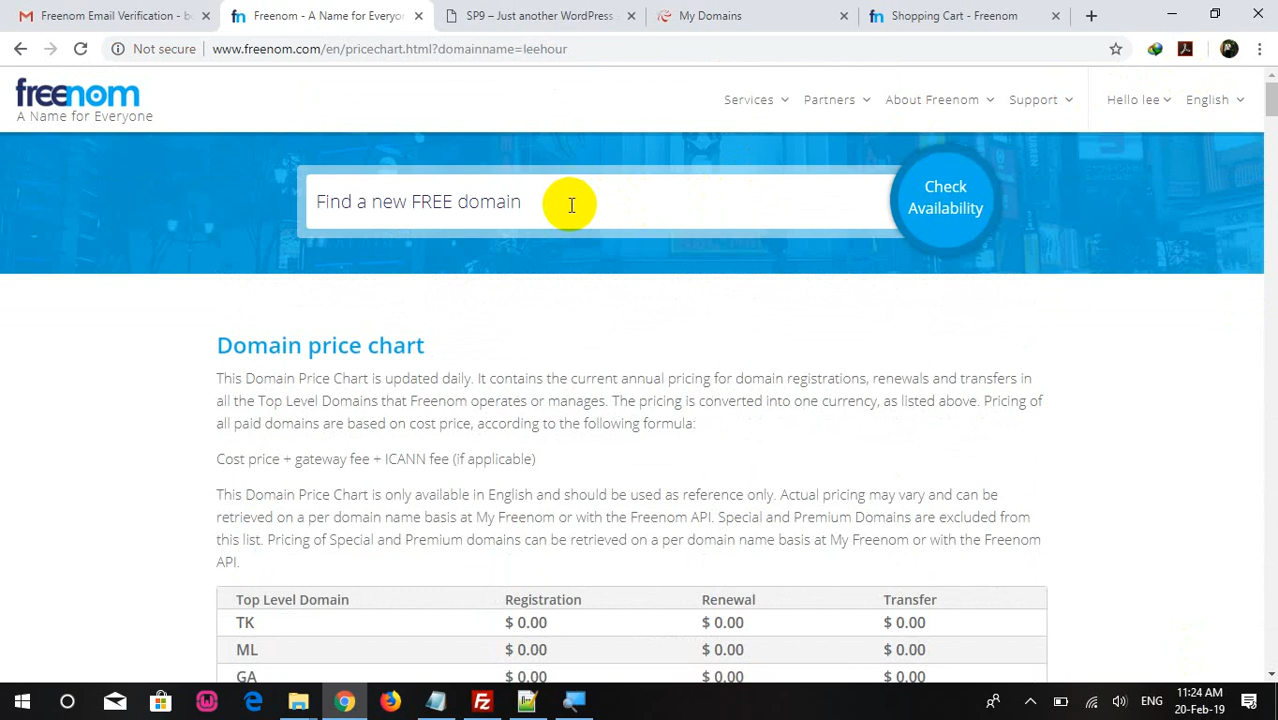 Freenom Email Verification - b
Freenom - A Name for Everyo
SP9 – Just another WordPress
My Domains
Shopping Cart - Freenom
Not secure
www.freenom.com/en/pricechart.html?domainname=leehour
freenom
A Name for Everyone
Services
Partners
About Freenom
Support
Hello lee
English
Find a new FREE domain
Check
Availability
Domain price chart
This Domain Price Chart is updated daily. It contains the current annual pricing for domain registrations, renewals and transfers in
all the Top Level Domains that Freenom operates or manages. The pricing is converted into one currency, as listed above. Pricing of
all paid domains are based on cost price, according to the following formula:
Cost price + gateway fee + ICANN fee (if applicable)
This Domain Price Chart is only available in English and should be used as reference only. Actual pricing may vary and can be
retrieved on a per domain name basis at My Freenom or with the Freenom API. Special and Premium Domains are excluded from
this list. Pricing of Special and Premium domains can be retrieved on a per domain name basis at My Freenom or with the Freenom
API.
Top Level Domain Registration Renewal Transfer
TK $ 0.00 $ 0.00 $ 0.00
ML $ 0.00 $ 0.00 $ 0.00
GA $ 0.00 $ 0.00 $ 0.00
ENG
11:24 AM
20-Feb-19